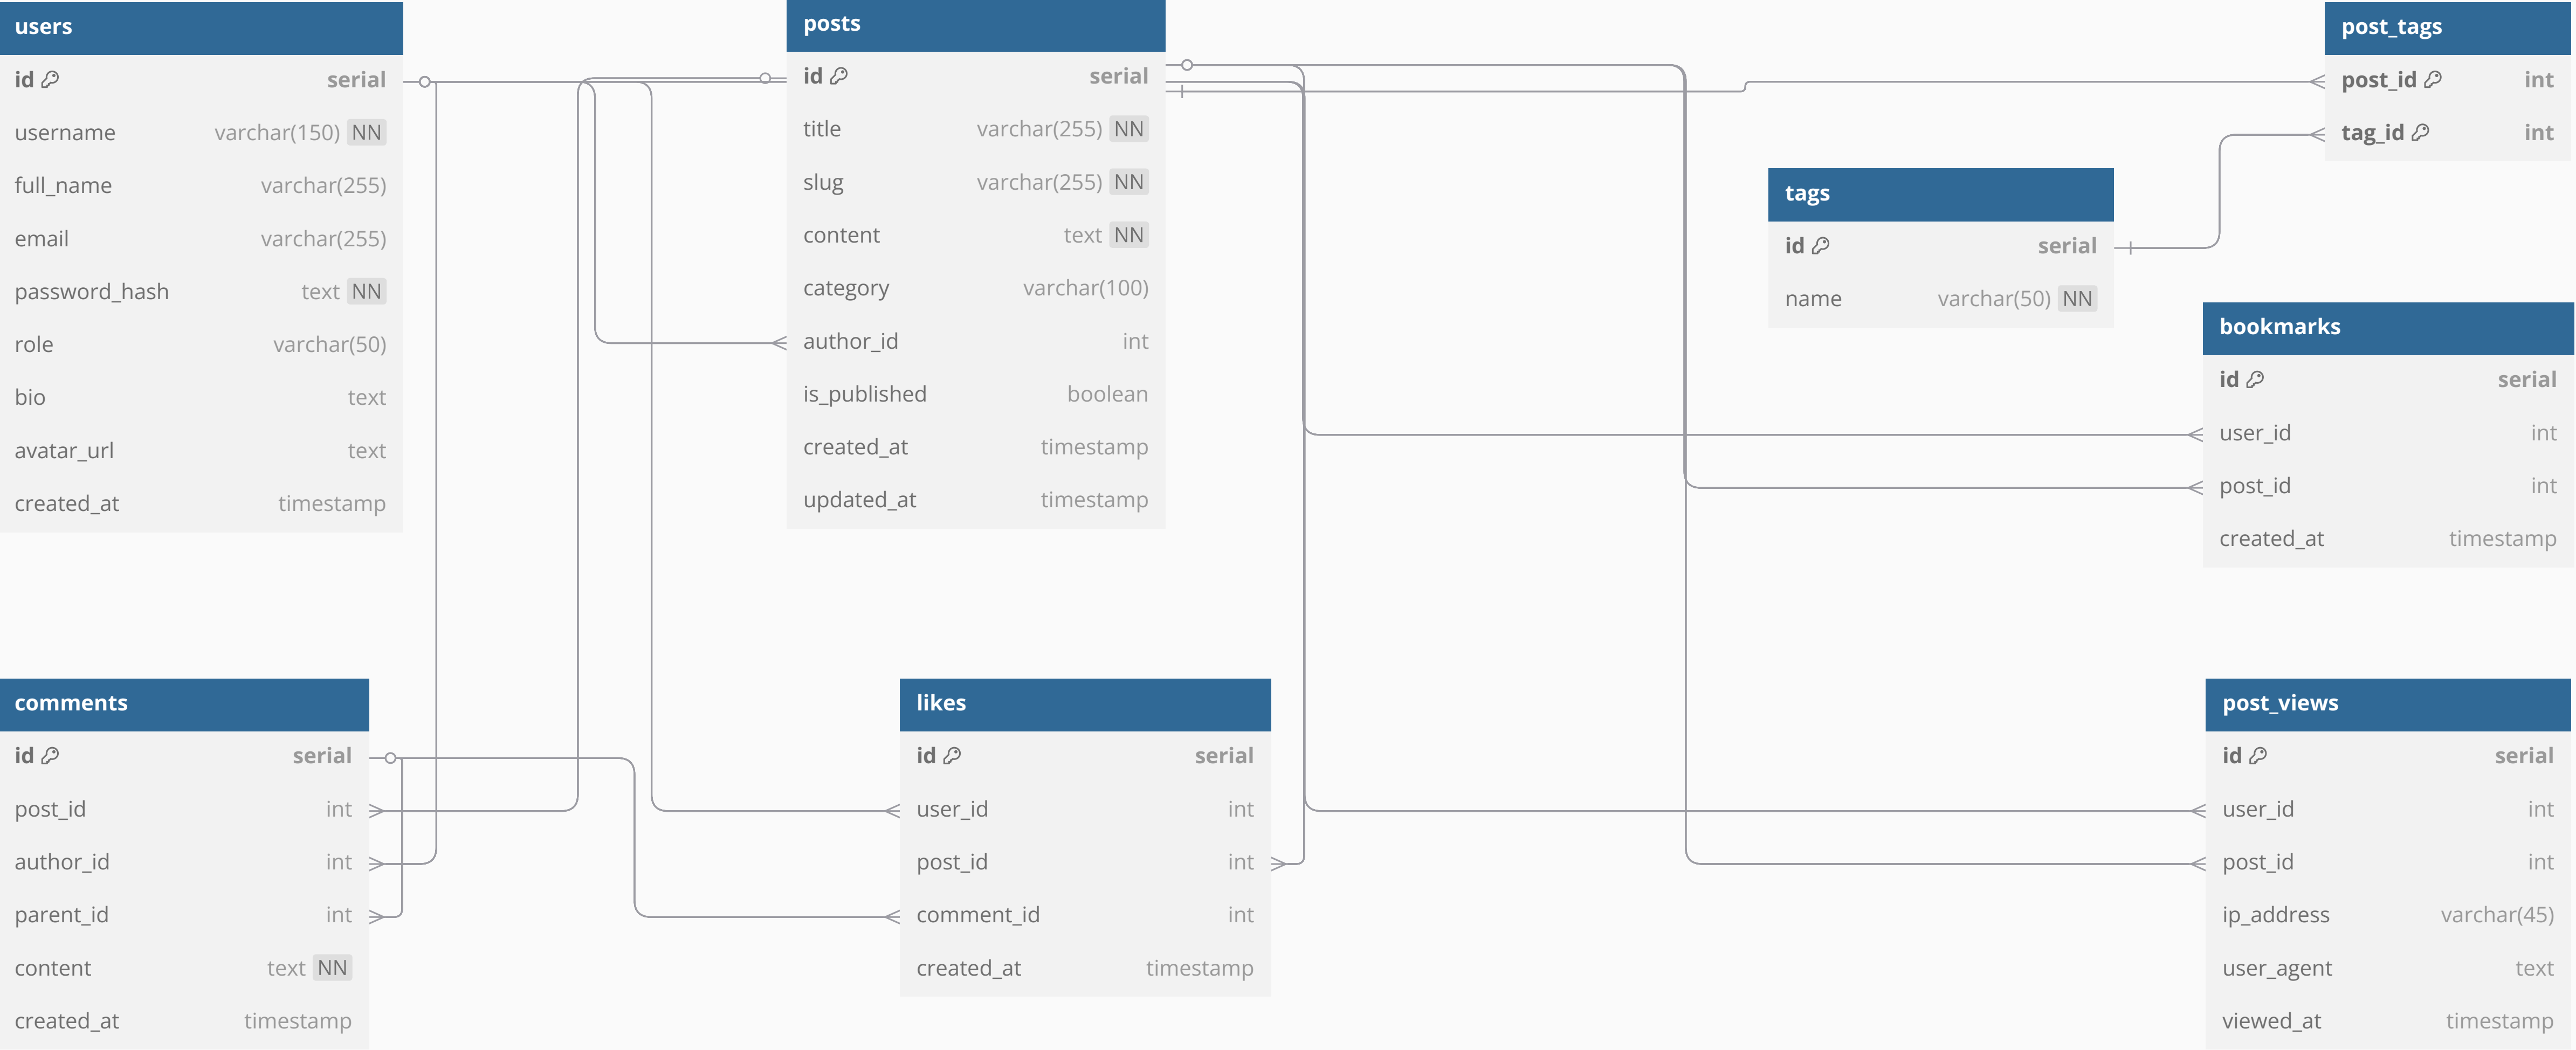 users
id serial
username varchar(150) NN
full_name varchar(255)
email varchar(255)
password_hash text NN
role varchar(50)
bio text
avatar_url text
created_at timestamp
posts
id serial
title varchar(255) NN
slug varchar(255) NN
content text NN
category varchar(100)
author_id int
is_published boolean
created_at timestamp
updated_at timestamp
post_tags
post_id int
tag_id int
tags
id serial
name varchar(50) NN
bookmarks
id serial
user_id int
post_id int
created_at timestamp
comments
id serial
post_id int
author_id int
parent_id int
content text NN
created_at timestamp
likes
id serial
user_id int
post_id int
comment_id int
created_at timestamp
post_views
id serial
user_id int
post_id int
ip_address varchar(45)
user_agent text
viewed_at timestamp